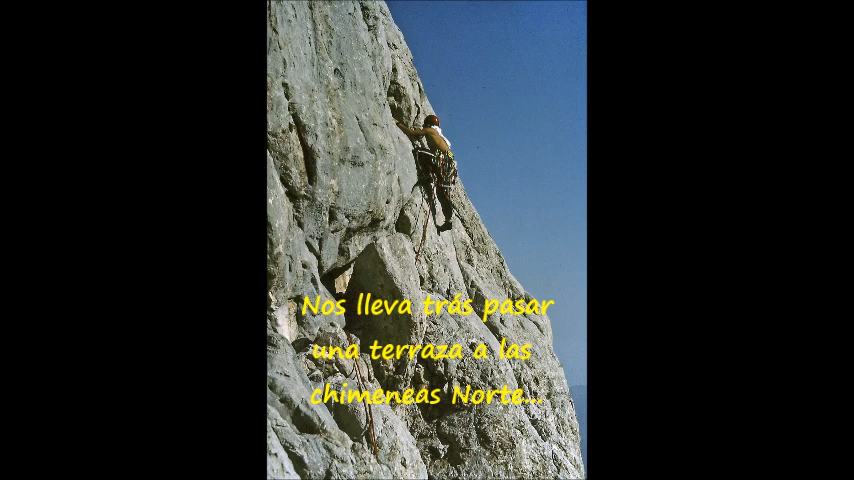 Nos lleva trás pasar
una terraza a las
chimeneas Norte...